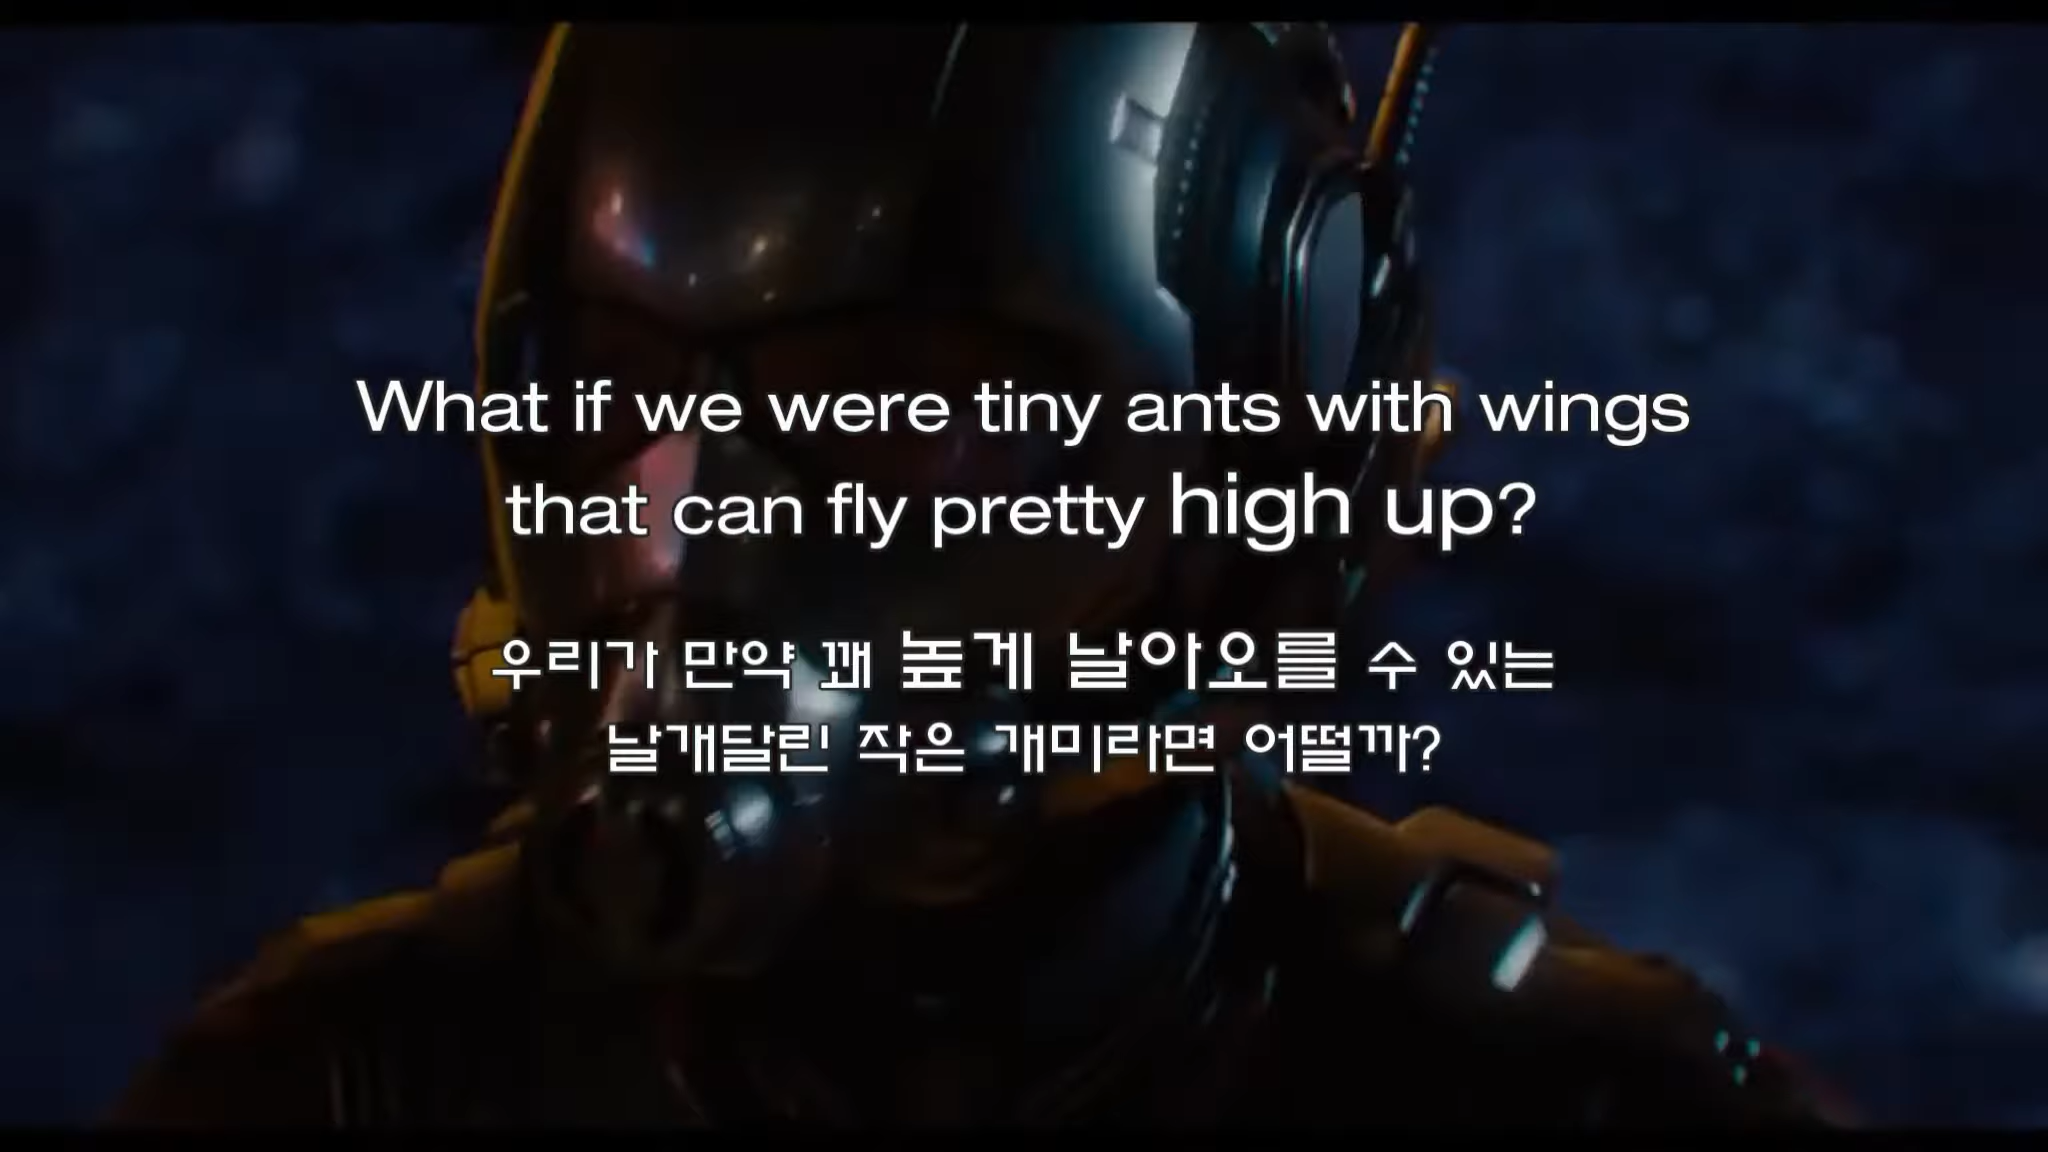 What if we were tiny ants with wings
that can fly pretty high up?
우리가 만약 꽤 높게 날아오를 수 있는
날개달린 작은 개미라면 어떨까?